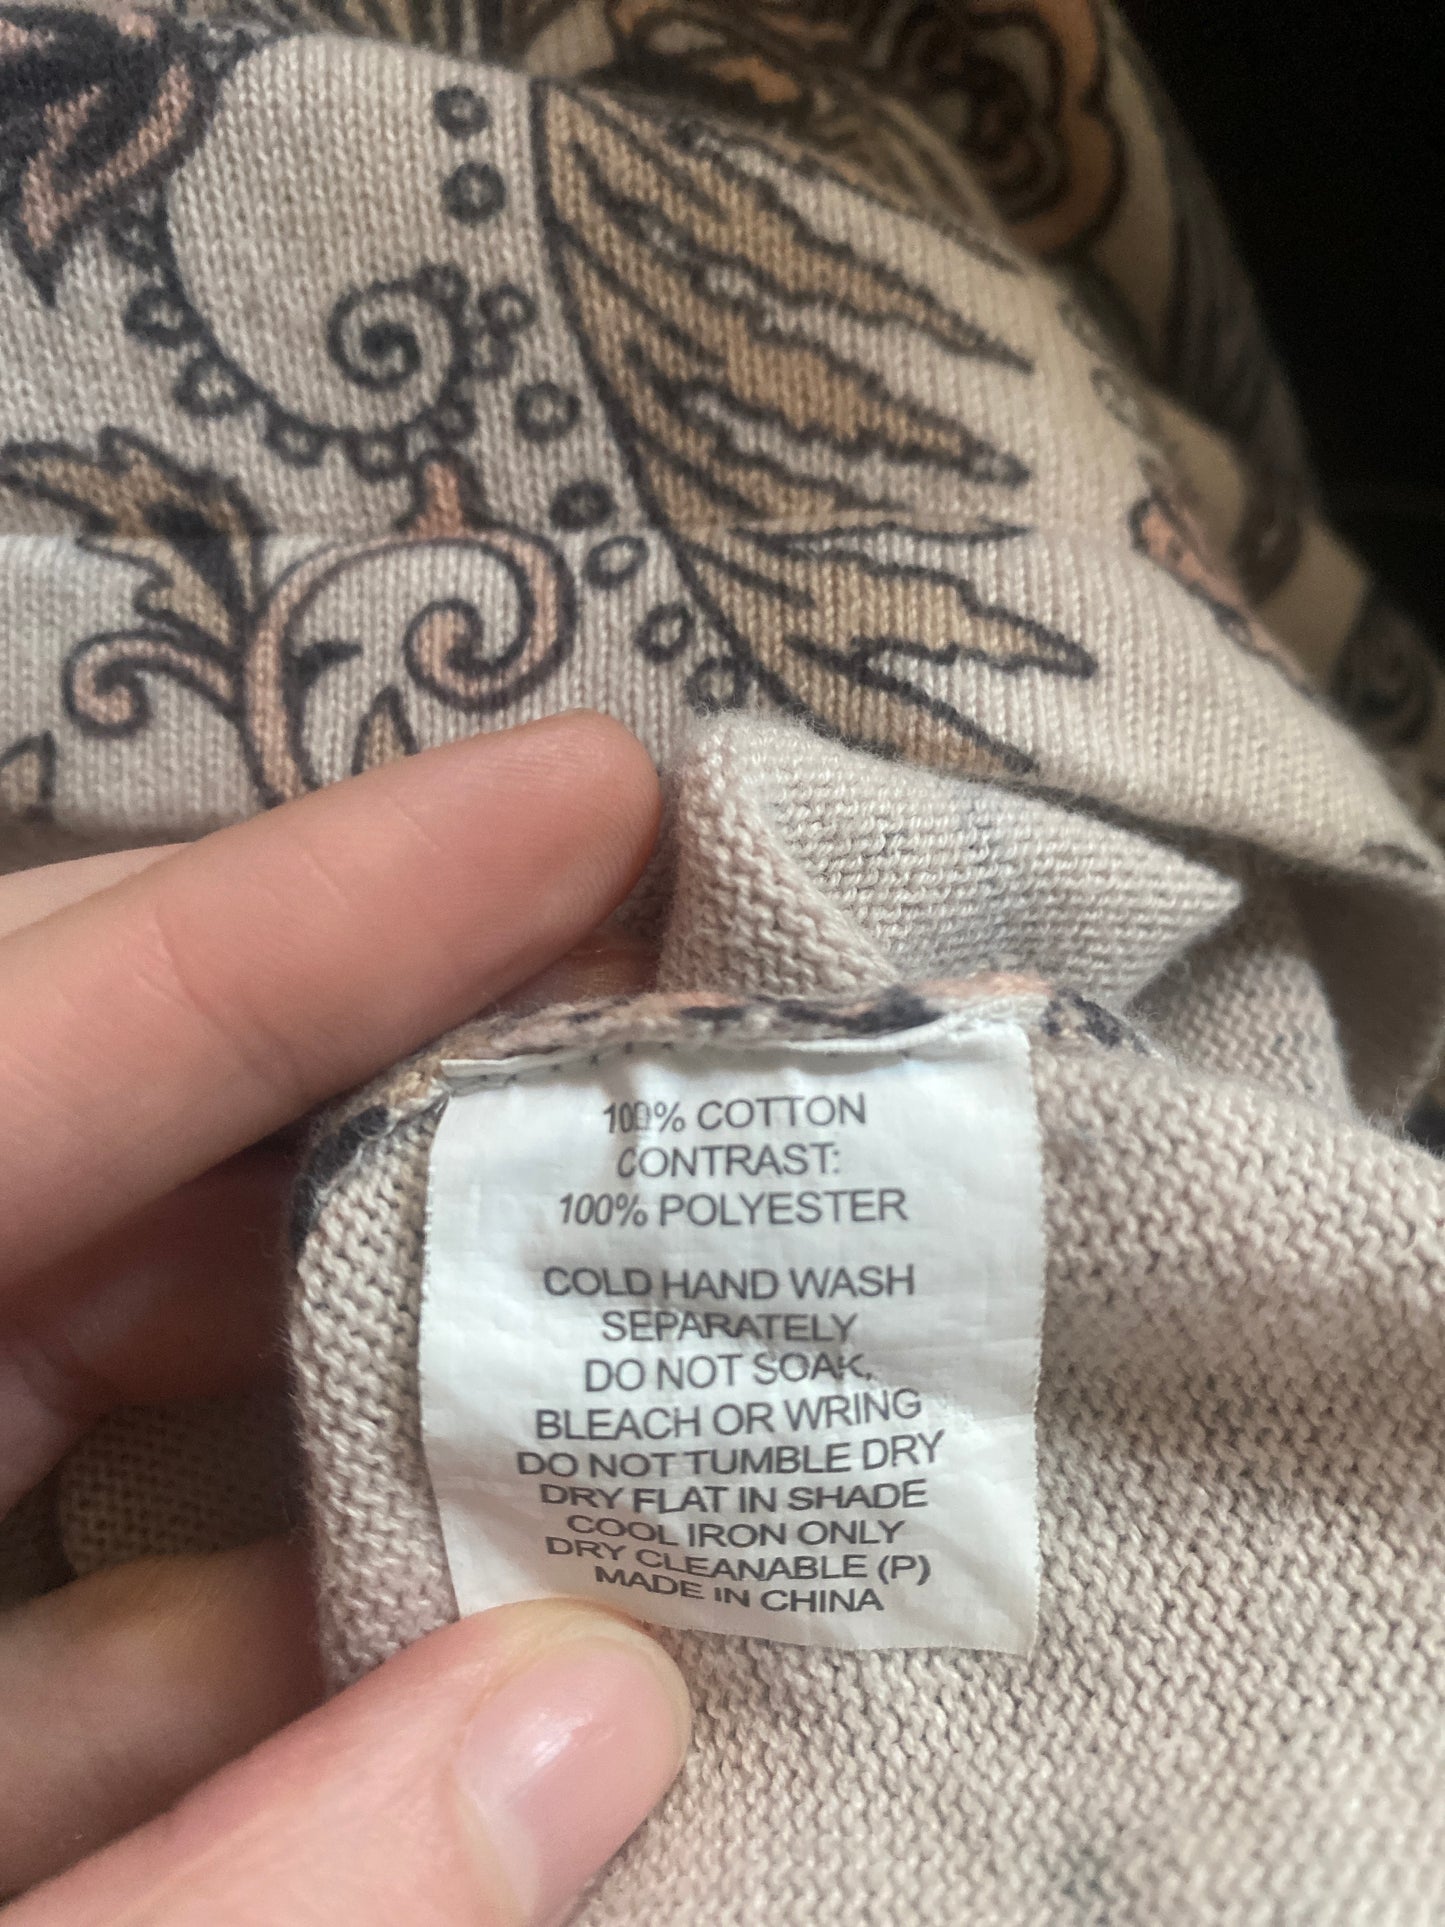 100% COTTON
CONTRAST:
100% POLYESTER
COLD HAND WASH
SEPARATELY
DO NOT SOAK,
BLEACH OR WRING
DO NOT TUMBLE DRY
DRY FLAT IN SHADE
COOL IRON ONLY
DRY CLEANABLE (P)
MADE IN CHINA